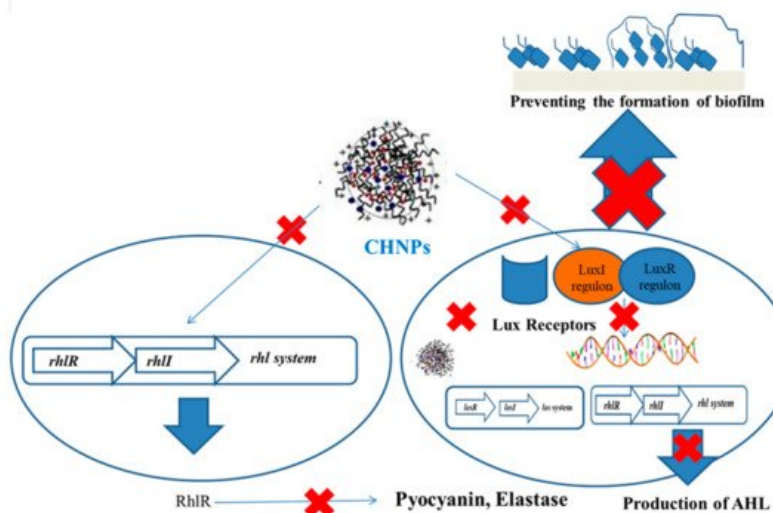 Preventing the formation of biofilm
CHNPs
LuxI
regulon
LuxR
regulon
Lux Receptors
rhlR
rhlI
rhl system
lasR
lasI
las system
rhlR
rhlI
rhl system
RhlR
Pyocyanin, Elastase
Production of AHL